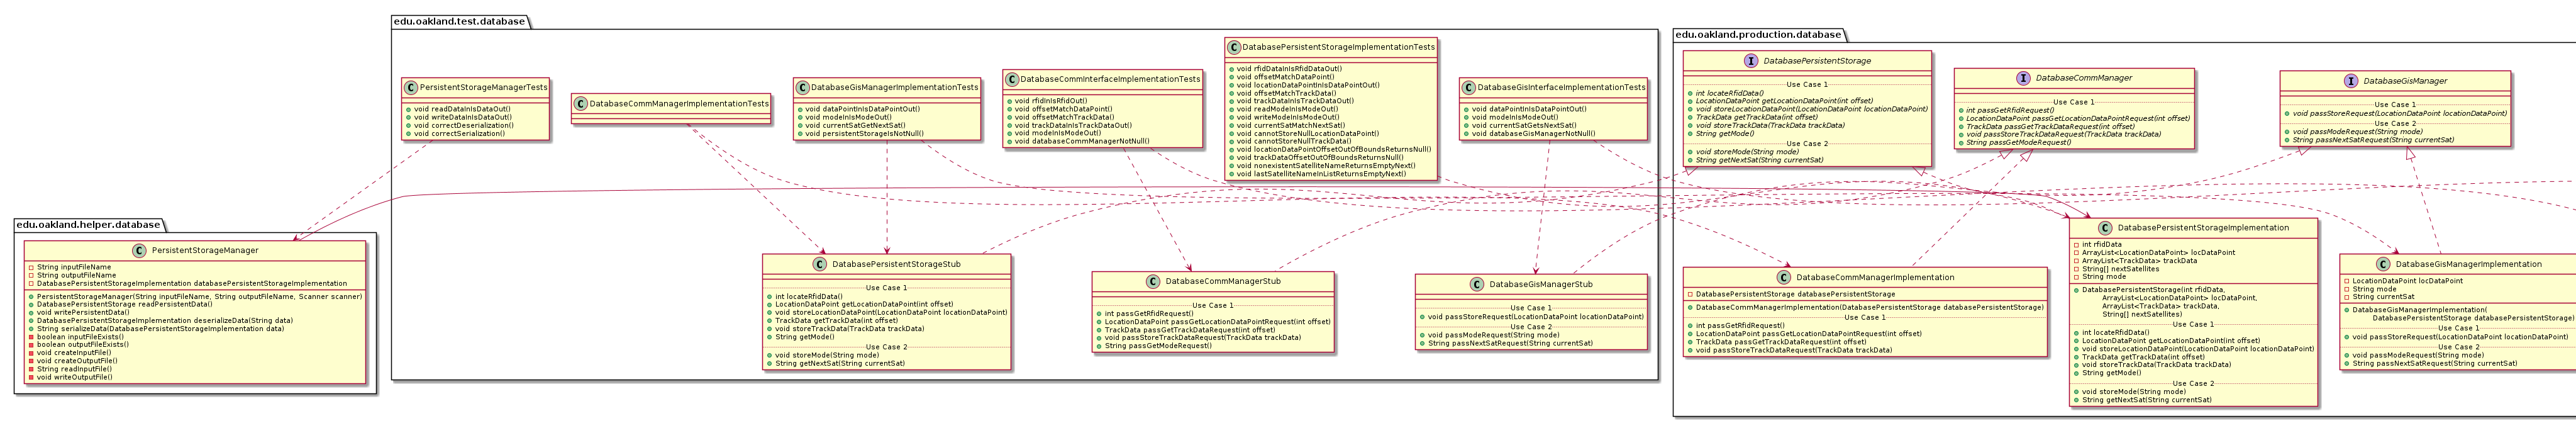 edu.oakland.test.database
edu.oakland.production.database
edu.oakland.helper.database
C PersistentStorageManagerTests
void readDataInIsDataOut()
void writeDataInIsDataOut()
void correctDeserialization()
void correctSerialization()
C DatabaseCommManagerImplementationTests
C DatabaseGisManagerImplementationTests
void dataPointInIsDataPointOut()
void modeInIsModeOut()
void currentSatGetNextSat()
void persistentStorageIsNotNull()
C DatabaseCommInterfaceImplementationTests
void rfidInIsRfidOut()
void offsetMatchDataPoint()
void offsetMatchTrackData()
void trackDataInIsTrackDataOut()
void modeInIsModeOut()
void databaseCommManagerNotNull()
C DatabasePersistentStorageImplementationTests
void rfidDataInIsRfidDataOut()
void offsetMatchDataPoint()
void locationDataPointInIsDataPointOut()
void offsetMatchTrackData()
void trackDataInIsTrackDataOut()
void readModeInIsModeOut()
void writeModeInIsModeOut()
void currentSatMatchNextSat()
void cannotStoreNullLocationDataPoint()
void cannotStoreNullTrackData()
void locationDataPointOffsetOutOfBoundsReturnsNull()
void trackDataOffsetOutOfBoundsReturnsNull()
void nonexistentSatelliteNameReturnsEmptyNext()
void lastSatelliteNameInListReturnsEmptyNext()
C DatabaseGisInterfaceImplementationTests
void dataPointInIsDataPointOut()
void modeInIsModeOut()
void currentSatGetsNextSat()
void databaseGisManagerNotNull()
I DatabasePersistentStorage
Use Case 1
int locateRfidData()
LocationDataPoint getLocationDataPoint(int offset)
void storeLocationDataPoint(LocationDataPoint locationDataPoint)
TrackData getTrackData(int offset)
void storeTrackData(TrackData trackData)
String getMode()
Use Case 2
void storeMode(String mode)
String getNextSat(String currentSat)
I DatabaseCommManager
Use Case 1
int passGetRfidRequest()
LocationDataPoint passGetLocationDataPointRequest(int offset)
TrackData passGetTrackDataRequest(int offset)
void passStoreTrackDataRequest(TrackData trackData)
String passGetModeRequest()
I DatabaseGisManager
Use Case 1
void passStoreRequest(LocationDataPoint locationDataPoint)
Use Case 2
void passModeRequest(String mode)
String passNextSatRequest(String currentSat)
C PersistentStorageManager
String inputFileName
String outputFileName
DatabasePersistentStorageImplementation databasePersistentStorageImplementation
PersistentStorageManager(String inputFileName, String outputFileName, Scanner scanner)
DatabasePersistentStorage readPersistentData()
void writePersistentData()
DatabasePersistentStorageImplementation deserializeData(String data)
String serializeData(DatabasePersistentStorageImplementation data)
boolean inputFileExists()
boolean outputFileExists()
void createInputFile()
void createOutputFile()
String readInputFile()
void writeOutputFile()
C DatabasePersistentStorageStub
Use Case 1
int locateRfidData()
LocationDataPoint getLocationDataPoint(int offset)
void storeLocationDataPoint(LocationDataPoint locationDataPoint)
TrackData getTrackData(int offset)
void storeTrackData(TrackData trackData)
String getMode()
Use Case 2
void storeMode(String mode)
String getNextSat(String currentSat)
C DatabaseCommManagerStub
Use Case 1
int passGetRfidRequest()
LocationDataPoint passGetLocationDataPointRequest(int offset)
TrackData passGetTrackDataRequest(int offset)
void passStoreTrackDataRequest(TrackData trackData)
String passGetModeRequest()
C DatabaseGisManagerStub
Use Case 1
void passStoreRequest(LocationDataPoint locationDataPoint)
Use Case 2
void passModeRequest(String mode)
String passNextSatRequest(String currentSat)
C DatabaseCommManagerImplementation
DatabasePersistentStorage databasePersistentStorage
DatabaseCommManagerImplementation(DatabasePersistentStorage databasePersistentStorage)
Use Case 1
int passGetRfidRequest()
LocationDataPoint passGetLocationDataPointRequest(int offset)
TrackData passGetTrackDataRequest(int offset)
void passStoreTrackDataRequest(TrackData trackData)
C DatabasePersistentStorageImplementation
int rfidData
ArrayList<LocationDataPoint> locDataPoint
ArrayList<TrackData> trackData
String[] nextSatellites
String mode
DatabasePersistentStorage(int rfidData,
ArrayList<LocationDataPoint> locDataPoint,
ArrayList<TrackData> trackData,
String[] nextSatellites)
Use Case 1
int locateRfidData()
LocationDataPoint getLocationDataPoint(int offset)
void storeLocationDataPoint(LocationDataPoint locationDataPoint)
TrackData getTrackData(int offset)
void storeTrackData(TrackData trackData)
String getMode()
Use Case 2
void storeMode(String mode)
String getNextSat(String currentSat)
C DatabaseGisManagerImplementation
LocationDataPoint locDataPoint
String mode
String currentSat
DatabaseGisManagerImplementation(
DatabasePersistentStorage databasePersistentStorage)
Use Case 1
void passStoreRequest(LocationDataPoint locationDataPoint)
Use Case 2
void passModeRequest(String mode)
String passNextSatRequest(String currentSat)